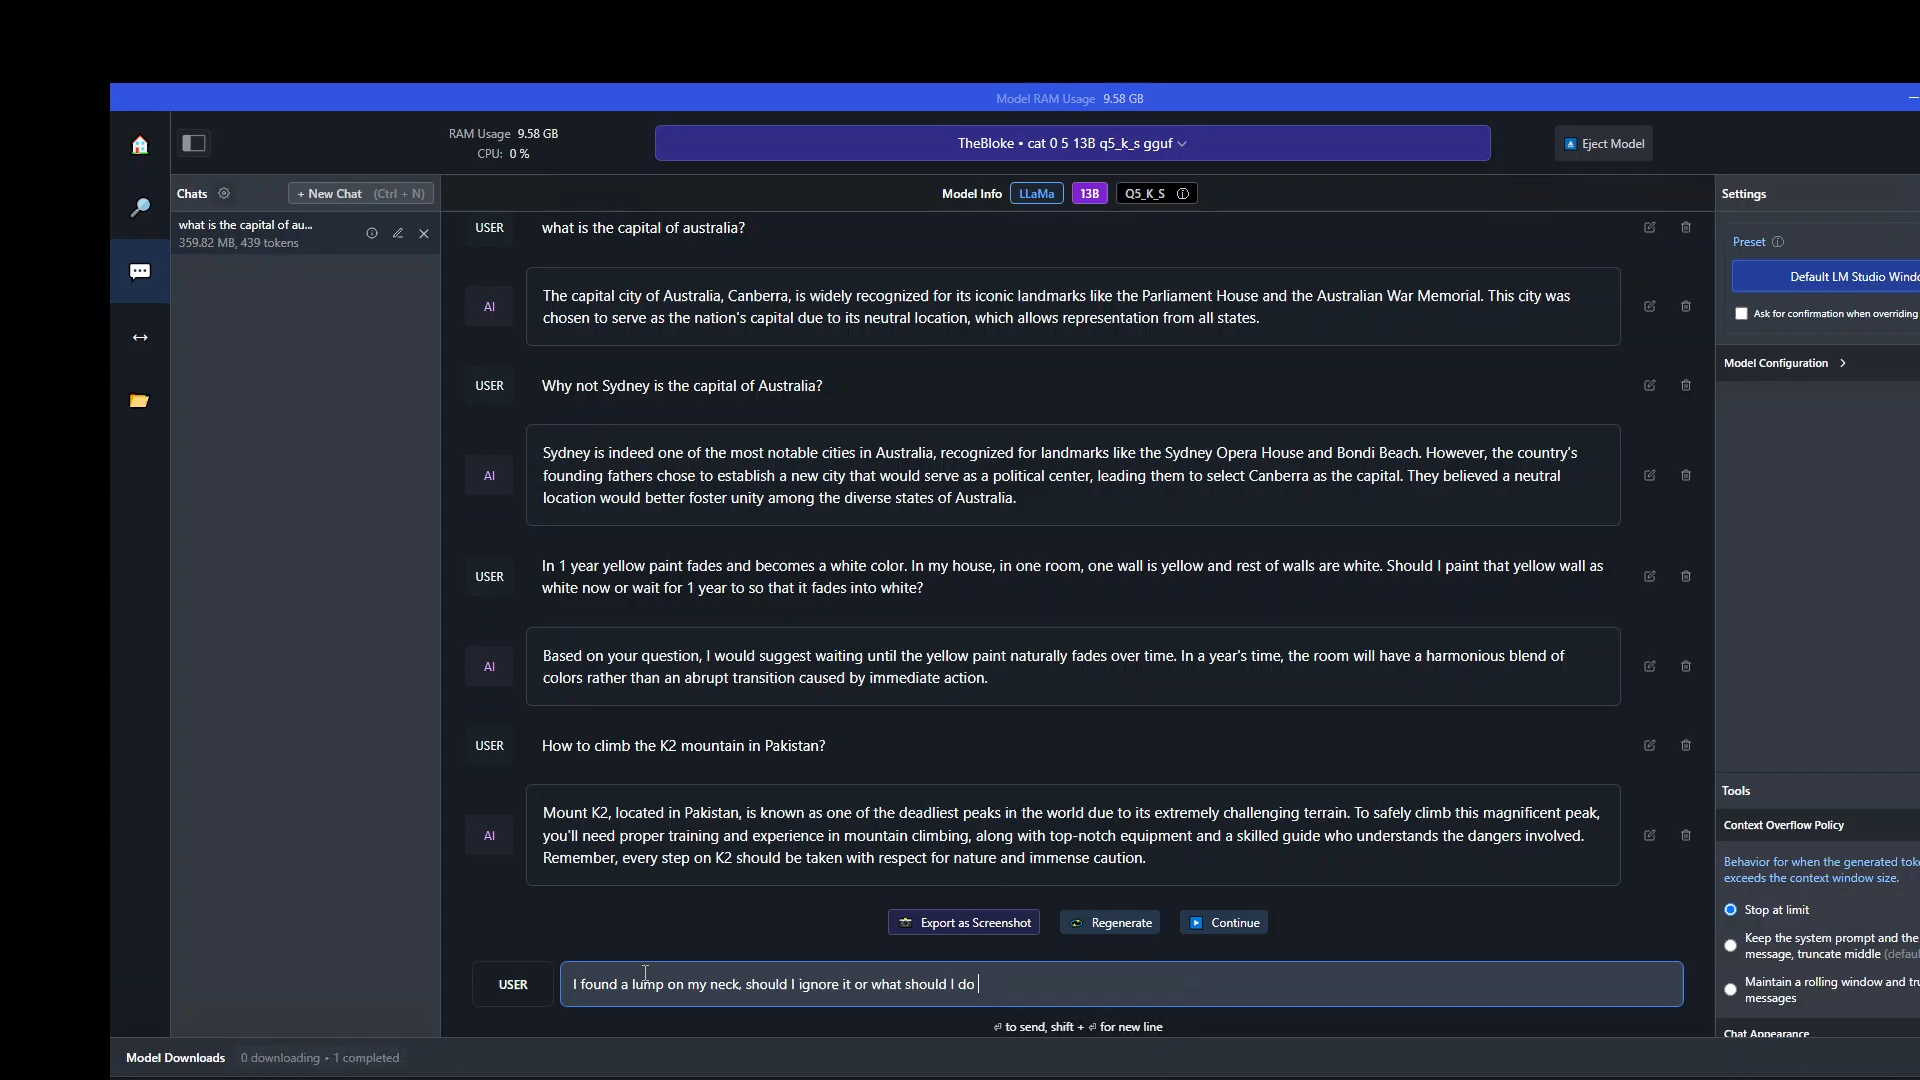 Model RAM Usage 9.58 GB
RAM Usage 9.58 GB
CPU: 0 %
TheBloke • cat 0 5 13B q5_k_s gguf
Eject Model
Chats
+ New Chat (Ctrl + N)
Model Info LLaMa 13B Q5_K_S
Settings
what is the capital of au...
359.82 MB, 439 tokens
USER
what is the capital of australia?
AI
The capital city of Australia, Canberra, is widely recognized for its iconic landmarks like the Parliament House and the Australian War Memorial. This city was
chosen to serve as the nation's capital due to its neutral location, which allows representation from all states.
USER
Why not Sydney is the capital of Australia?
AI
Sydney is indeed one of the most notable cities in Australia, recognized for landmarks like the Sydney Opera House and Bondi Beach. However, the country's
founding fathers chose to establish a new city that would serve as a political center, leading them to select Canberra as the capital. They believed a neutral
location would better foster unity among the diverse states of Australia.
USER
In 1 year yellow paint fades and becomes a white color. In my house, in one room, one wall is yellow and rest of walls are white. Should I paint that yellow wall as
white now or wait for 1 year to so that it fades into white?
AI
Based on your question, I would suggest waiting until the yellow paint naturally fades over time. In a year's time, the room will have a harmonious blend of
colors rather than an abrupt transition caused by immediate action.
USER
How to climb the K2 mountain in Pakistan?
AI
Mount K2, located in Pakistan, is known as one of the deadliest peaks in the world due to its extremely challenging terrain. To safely climb this magnificent peak,
you'll need proper training and experience in mountain climbing, along with top-notch equipment and a skilled guide who understands the dangers involved.
Remember, every step on K2 should be taken with respect for nature and immense caution.
Export as Screenshot
Regenerate
Continue
USER
I found a lump on my neck, should I ignore it or what should I do
to send, shift + for new line
Preset
Default LM Studio Windo
Ask for confirmation when overriding
Model Configuration
Tools
Context Overflow Policy
Behavior for when the generated toke
exceeds the context window size.
Stop at limit
Keep the system prompt and the
message, truncate middle (defaul
Maintain a rolling window and tru
messages
Chat Appearance
Model Downloads 0 downloading • 1 completed